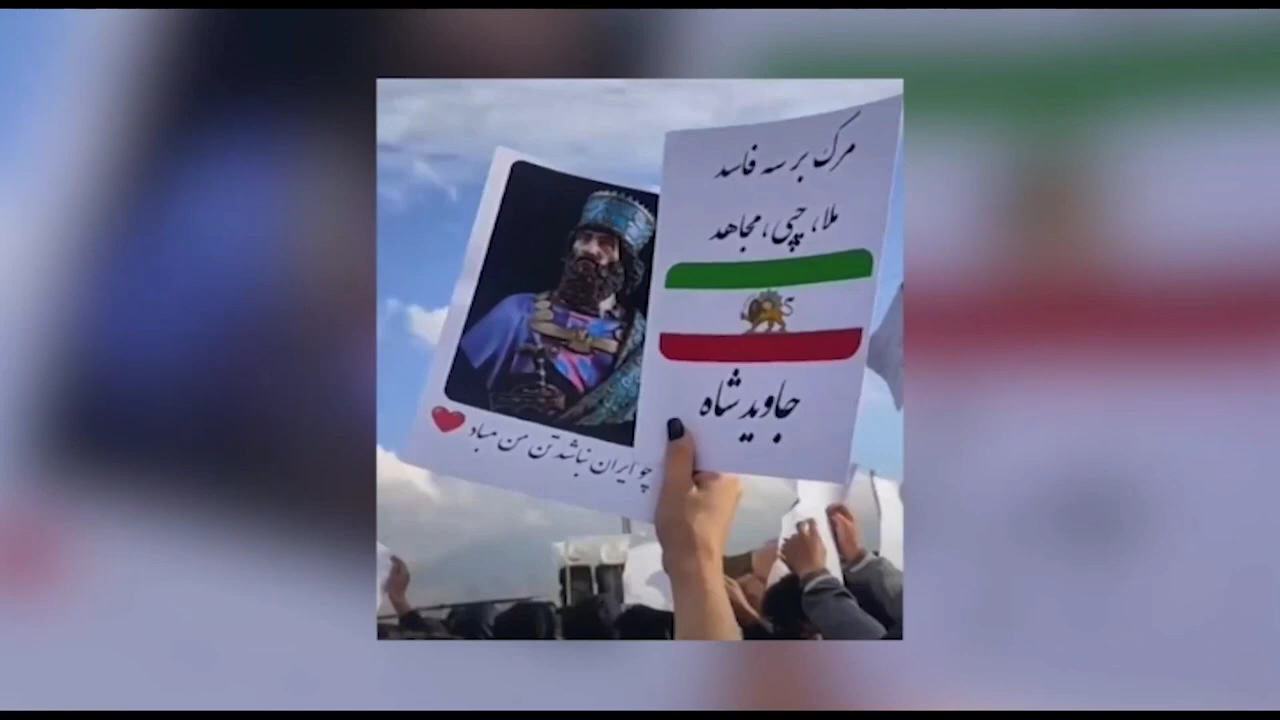 مرگ بر سه فاسد
ملا، چپی، مجاهد
جاوید شاه
چو ایران نباشد تن من مباد